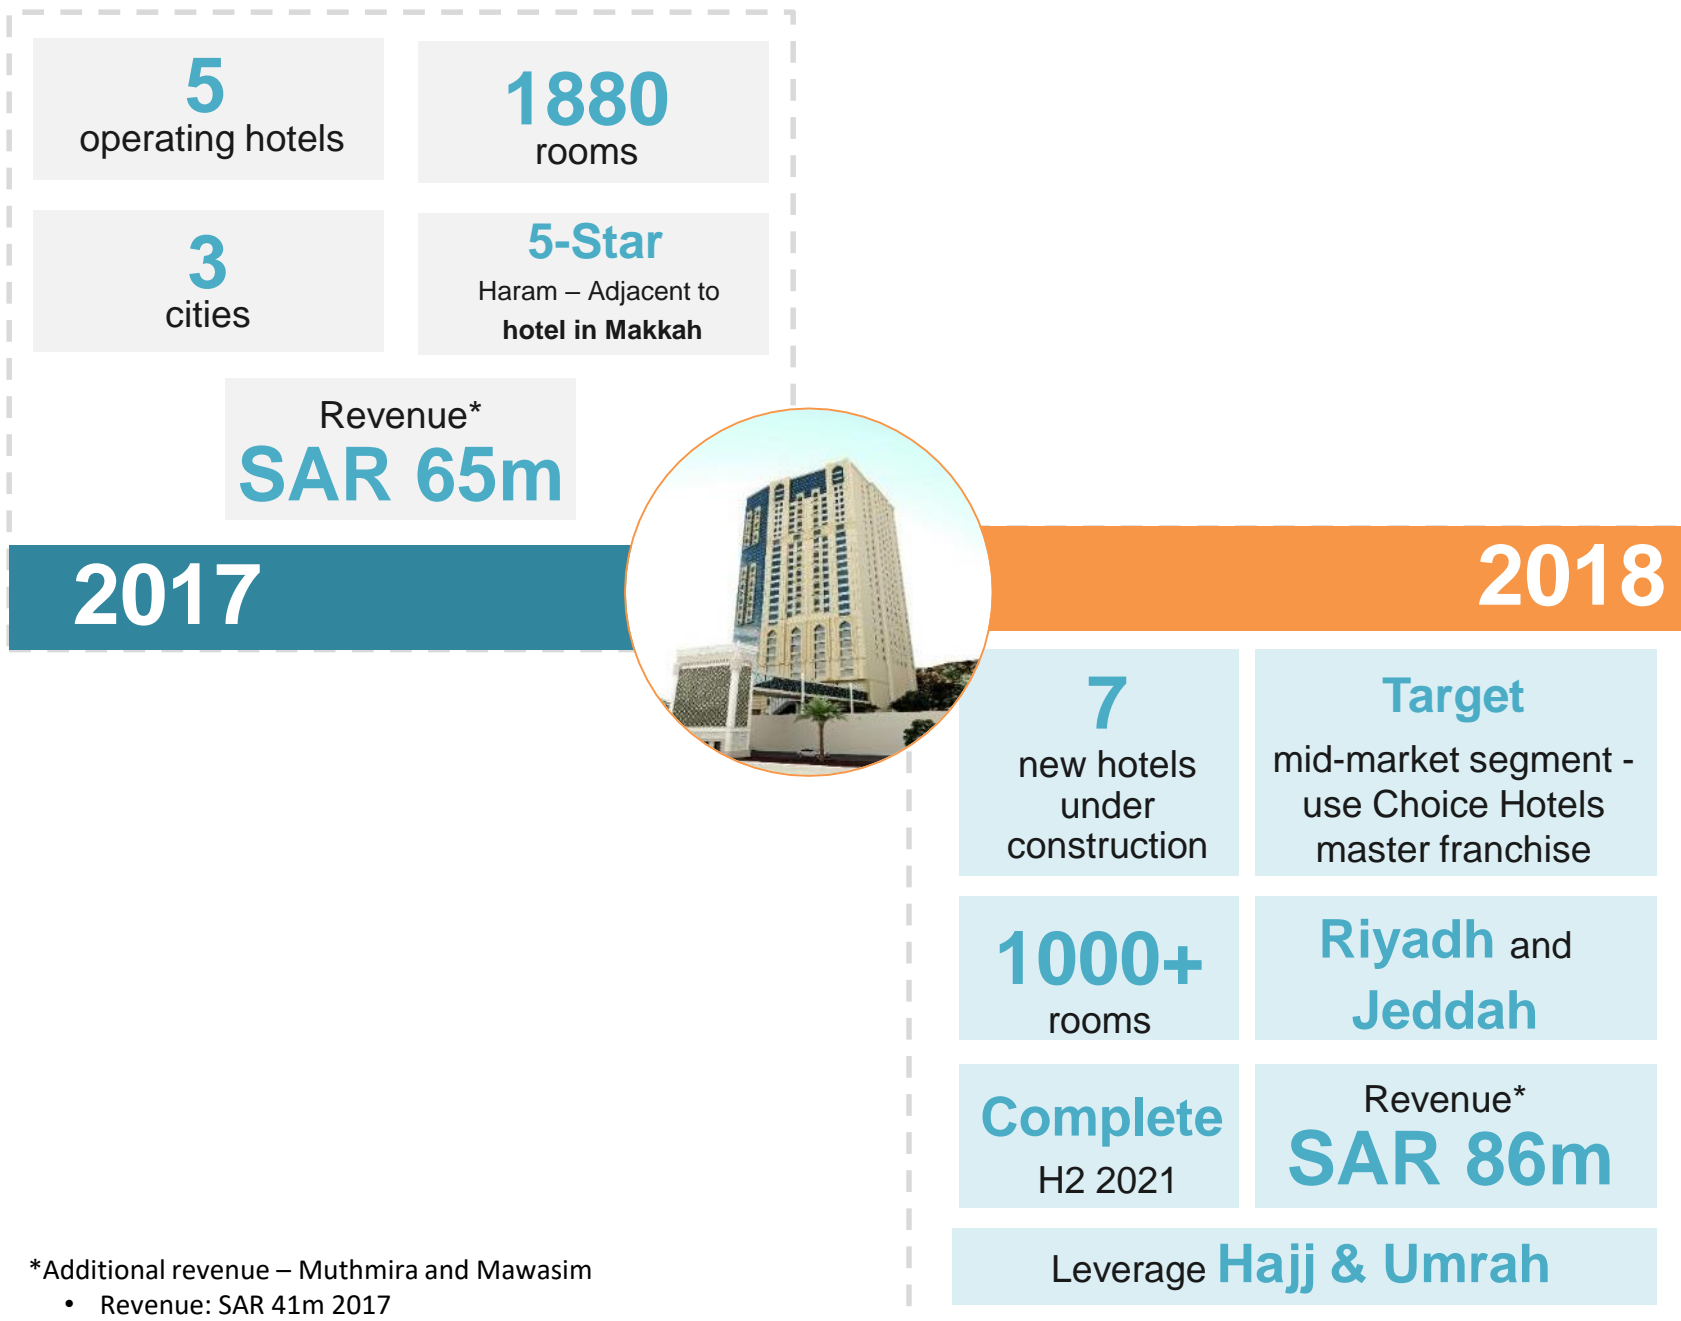 5
operating hotels
1880
rooms
3
cities
5-Star
Haram – Adjacent to
hotel in Makkah
Revenue*
SAR 65m
2017
2018
7
new hotels
under
construction
Target
mid-market segment -
use Choice Hotels
master franchise
1000+
rooms
Riyadh and
Jeddah
Complete
H2 2021
Revenue*
SAR 86m
Leverage Hajj & Umrah
*Additional revenue – Muthmira and Mawasim
• Revenue: SAR 41m 2017